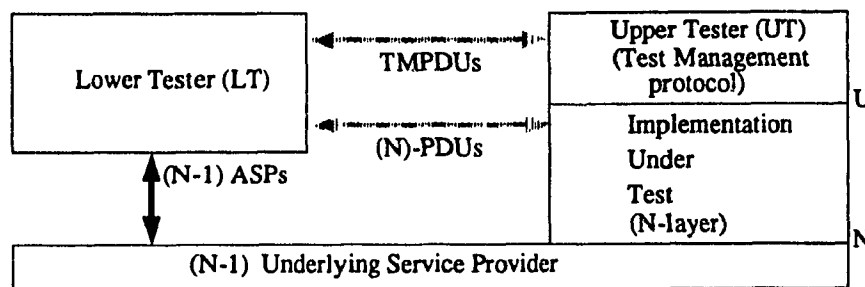 Lower Tester (LT)
TMPDUs
Upper Tester (UT)
(Test Management
protocol)
U
(N)-PDUs
Implementation
Under
Test
(N-layer)
(N-1) ASPs
N
(N-1) Underlying Service Provider